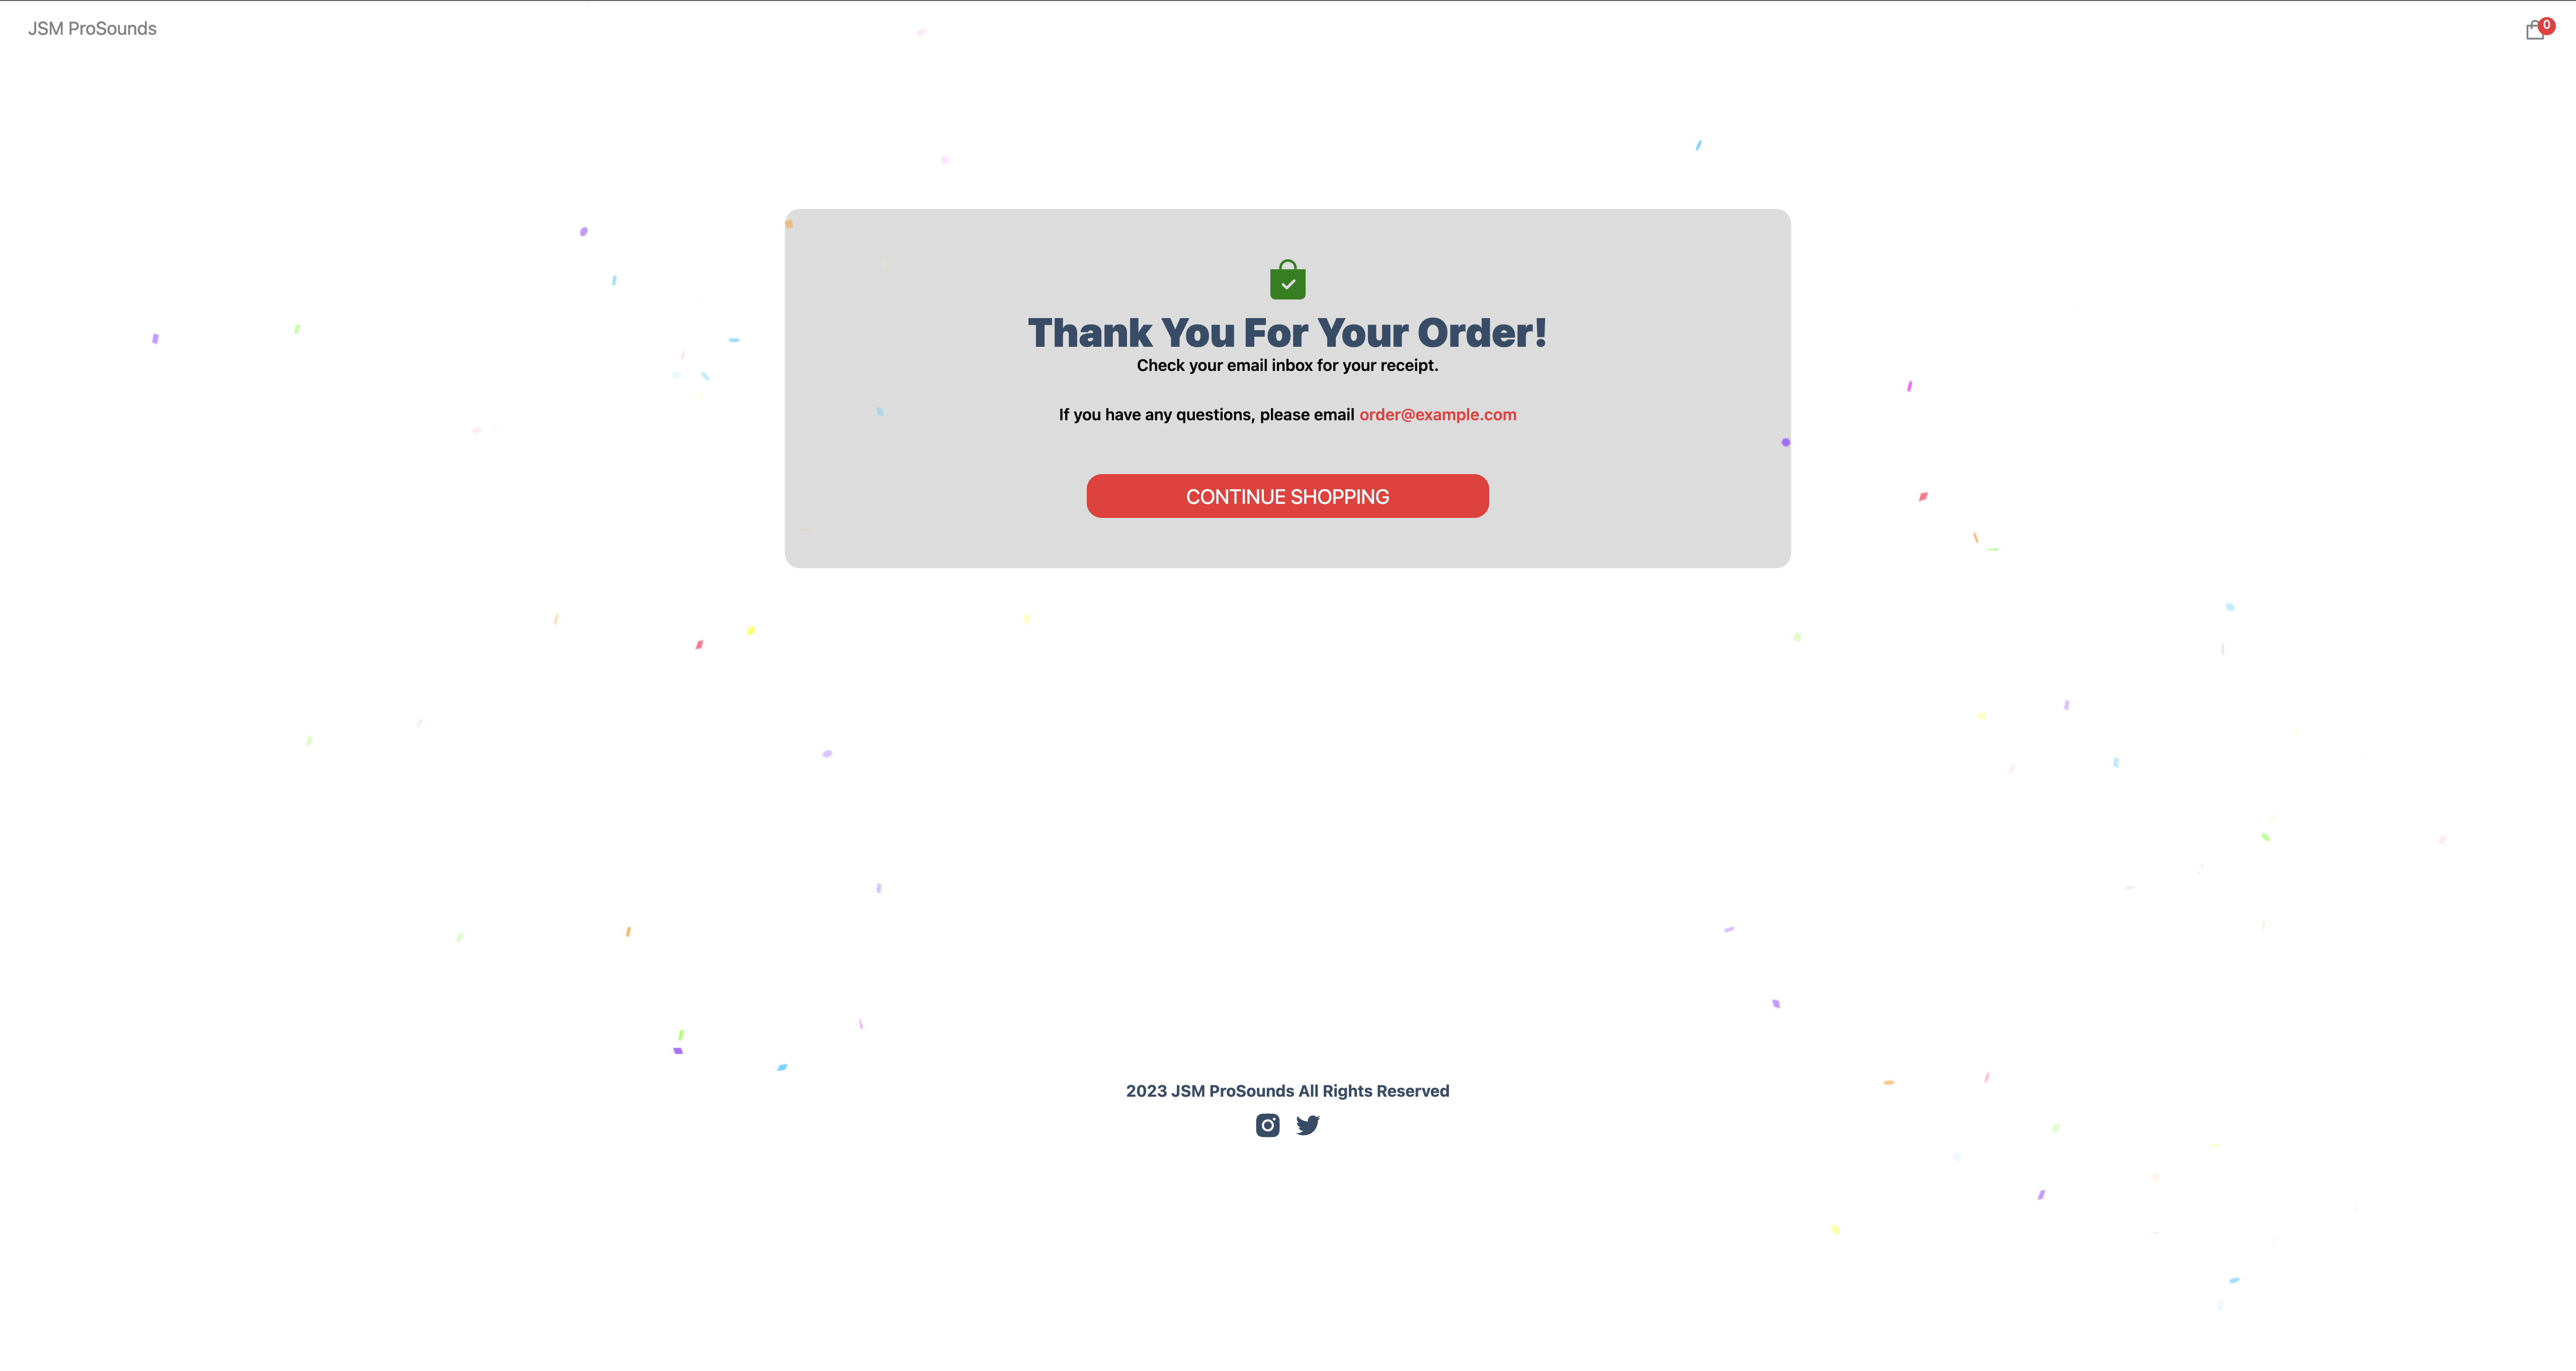 JSM ProSounds
0
Thank You For Your Order!
Check your email inbox for your receipt.
If you have any questions, please email order@example.com
CONTINUE SHOPPING
2023 JSM ProSounds All Rights Reserved